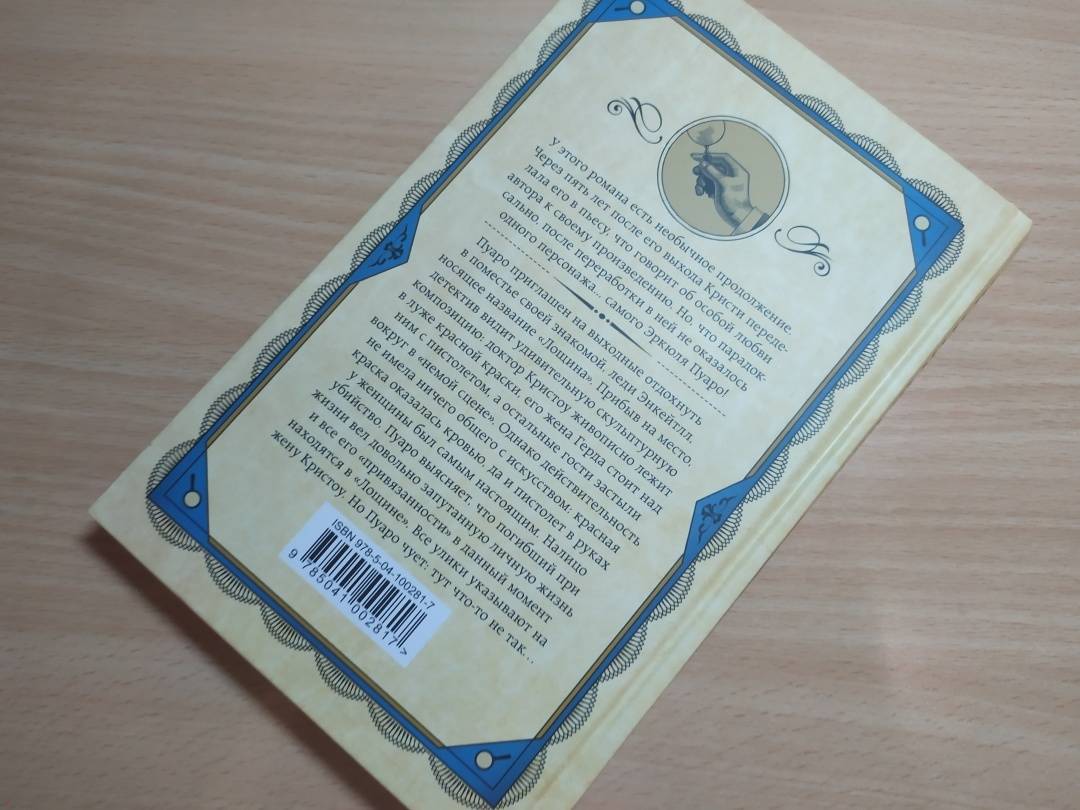 У этого романа есть необычное продолжение.
Через пять лет после его выхода Кристи переде-
лала его в пьесу, что говорит об особой любви
автора к своему произведению. Но, что парадок-
сально, после переработки в ней не оказалось
одного персонажа... самого Эркюля Пуаро!
Пуаро приглашен на выходные отдохнуть
в поместье своей знакомой, леди Энкейтлл,
носящее название «Лощина». Прибыв на место,
детектив видит удивительную скульптурную
композицию: доктор Кристоу живописно лежит
в луже красной краски, его жена Герда стоит над
ним с пистолетом, а остальные гости застыли
вокруг в «немой сцене». Однако действительность
не имела ничего общего с искусством: красная
краска оказалась кровью, да и пистолет в руках
у женщины был самым настоящим. Налицо
убийство. Пуаро выясняет, что погибший при
жизни вел довольно запутанную личную жизнь
и все его «привязанности» в данный момент
находятся в «Лощине». Все улики указывают на
жену Кристоу. Но Пуаро чует: тут что-то не так...
ISBN 978-5-04-100281-7
9 785041 002817 >